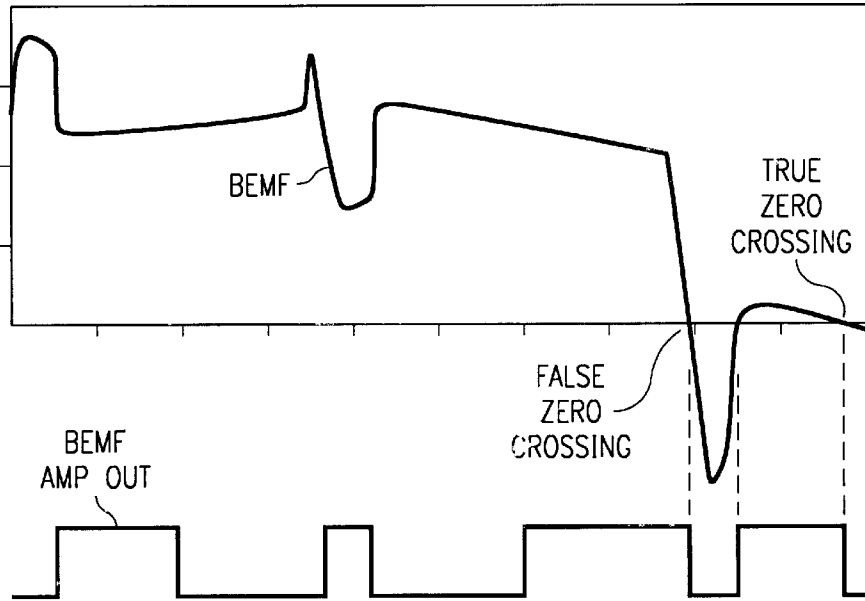 BEMF
TRUE
ZERO
CROSSING
FALSE
ZERO
CROSSING
BEMF
AMP OUT